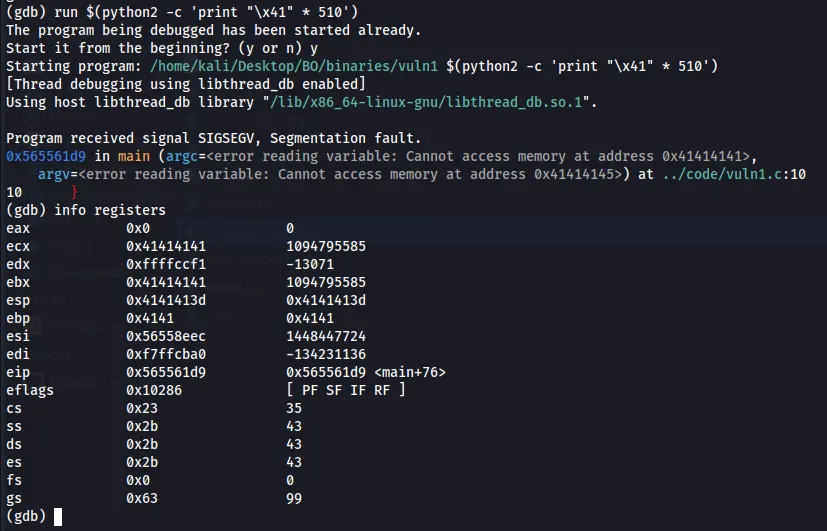 (gdb) run $(python2 -c 'print "\x41" * 510')
The program being debugged has been started already.
Start it from the beginning? (y or n) y
Starting program: /home/kali/Desktop/BO/binaries/vuln1 $(python2 -c 'print "\x41" * 510')
[Thread debugging using libthread_db enabled]
Using host libthread_db library "/lib/x86_64-linux-gnu/libthread_db.so.1".

Program received signal SIGSEGV, Segmentation fault.
0x565561d9 in main (argc=<error reading variable: Cannot access memory at address 0x41414141>,
    argv=<error reading variable: Cannot access memory at address 0x41414145>) at ../code/vuln1.c:10
10      }
(gdb) info registers
eax            0x0                 0
ecx            0x41414141          1094795585
edx            0xffffccf1          -13071
ebx            0x41414141          1094795585
esp            0x4141413d          0x4141413d
ebp            0x4141              0x4141
esi            0x56558eec          1448447724
edi            0xf7ffcba0          -134231136
eip            0x565561d9          0x565561d9 <main+76>
eflags         0x10286             [ PF SF IF RF ]
cs             0x23                35
ss             0x2b                43
ds             0x2b                43
es             0x2b                43
fs             0x0                 0
gs             0x63                99
(gdb)